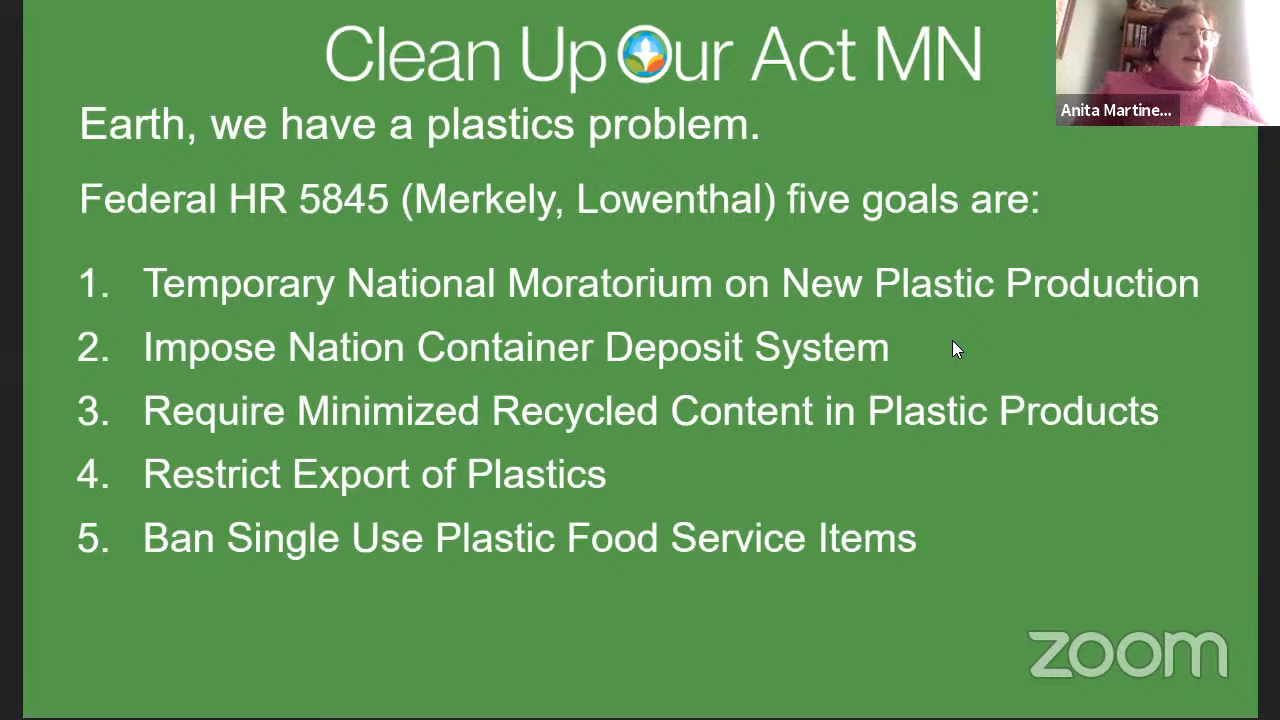 Clean Up Our Act MN
Anita Martine...
Earth, we have a plastics problem.
Federal HR 5845 (Merkely, Lowenthal) five goals are:
1. Temporary National Moratorium on New Plastic Production
2. Impose Nation Container Deposit System
3. Require Minimized Recycled Content in Plastic Products
4. Restrict Export of Plastics
5. Ban Single Use Plastic Food Service Items
zoom